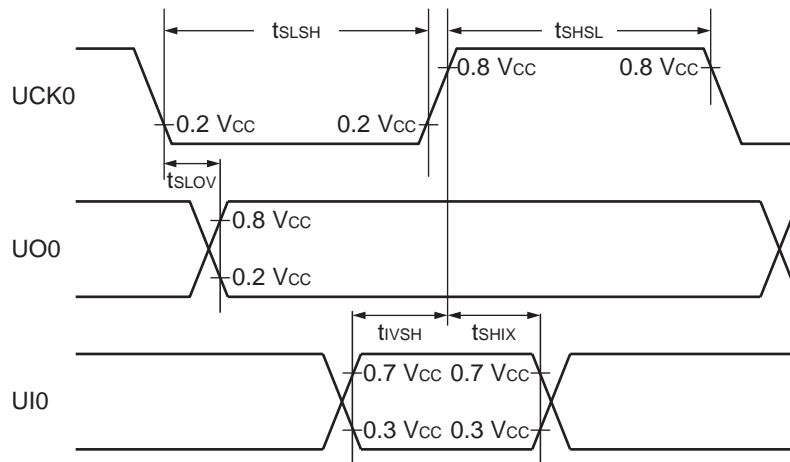 tSLSH tSHSL
UCK0 0.8 VCC 0.8 VCC
0.2 VCC 0.2 VCC
tSLOV
UO0 0.8 VCC
0.2 VCC
tIVSH tSHIX
0.7 VCC 0.7 VCC
UI0
0.3 VCC 0.3 VCC